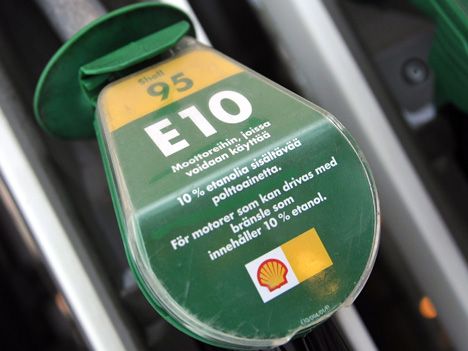 Shell
95
E10
Moottoreihin, joissa
voidaan käyttää
10 % etanolia sisältävää
polttoainetta.
För motorer som kan drivas med
bränsle som
innehåller 10 % etanol.